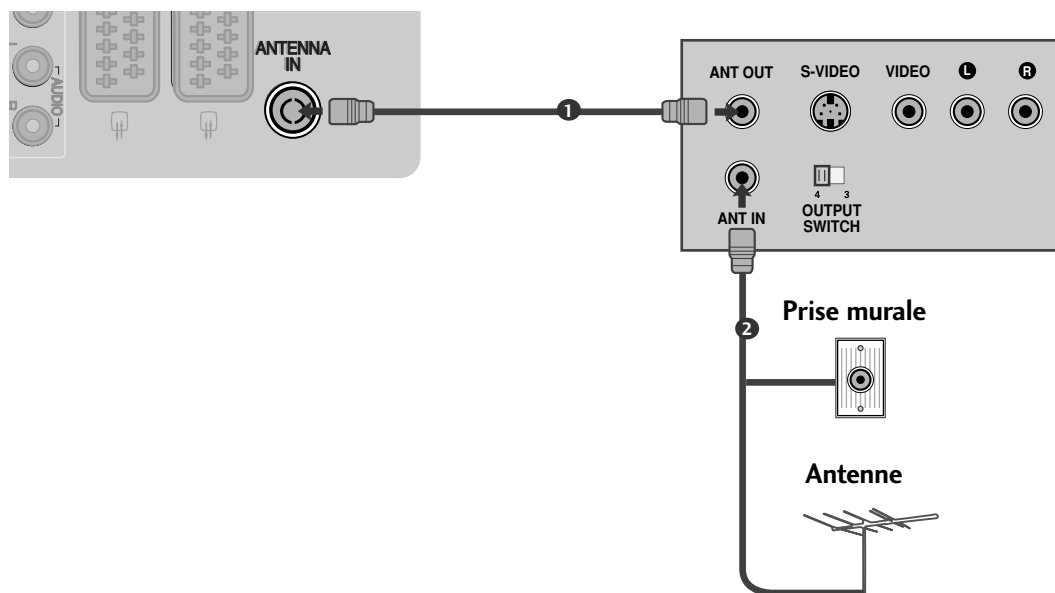 ANTENNA
IN
AUDIO
R
1
ANT OUT
S-VIDEO
VIDEO
L
R
ANT IN
4 3
OUTPUT
SWITCH
2
Prise murale
Antenne